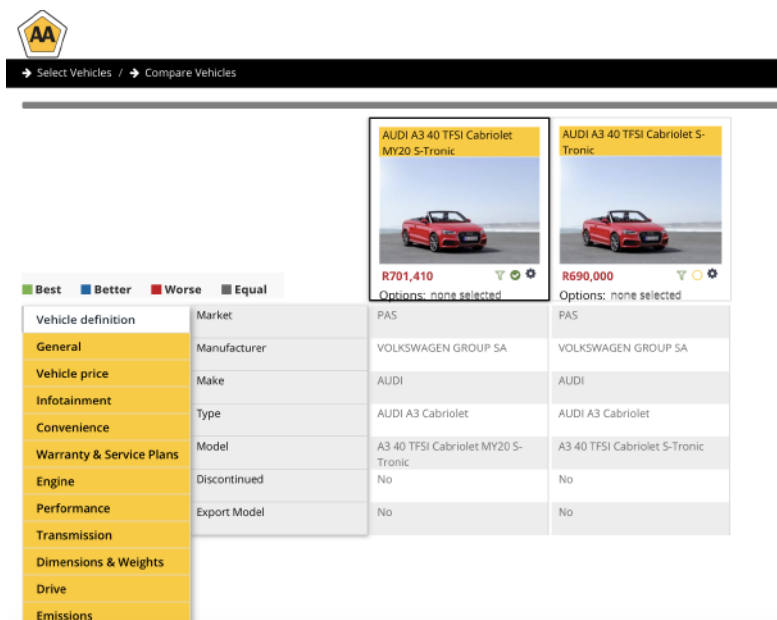 AA
Select Vehicles / Compare Vehicles
AUDI A3 40 TFSI Cabriolet
MY20 S-Tronic
AUDI A3 40 TFSI Cabriolet S-
Tronic
R701,410
R690,000
Options: none selected
Options: none selected
Best Better Worse Equal
Vehicle definition
General
Vehicle price
Infotainment
Convenience
Warranty & Service Plans
Engine
Performance
Transmission
Dimensions & Weights
Drive
Emissions
Market PAS PAS
Manufacturer VOLKSWAGEN GROUP SA VOLKSWAGEN GROUP SA
Make AUDI AUDI
Type AUDI A3 Cabriolet AUDI A3 Cabriolet
Model A3 40 TFSI Cabriolet MY20 S- A3 40 TFSI Cabriolet S-Tronic
Tronic
Discontinued No No
Export Model No No